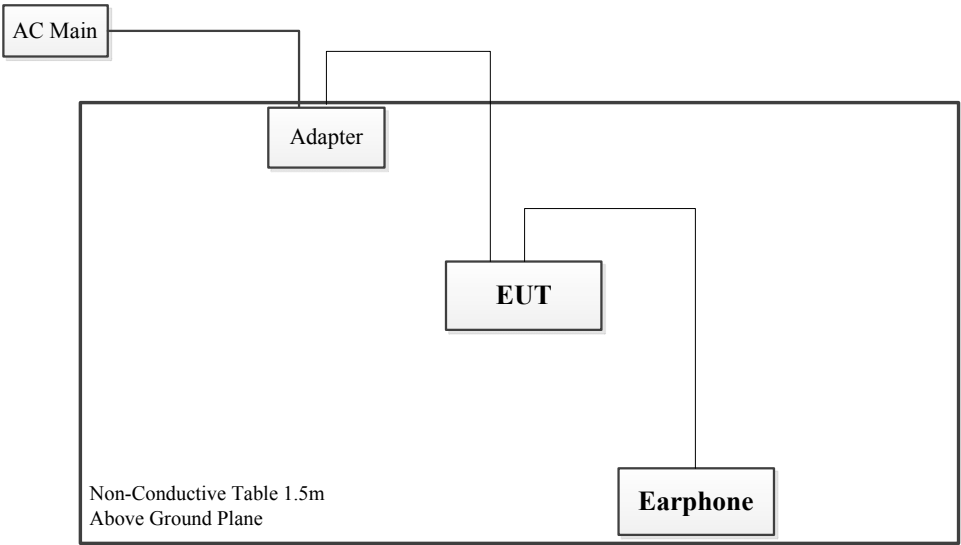 AC Main
Adapter
EUT
Earphone
Non-Conductive Table 1.5m
Above Ground Plane